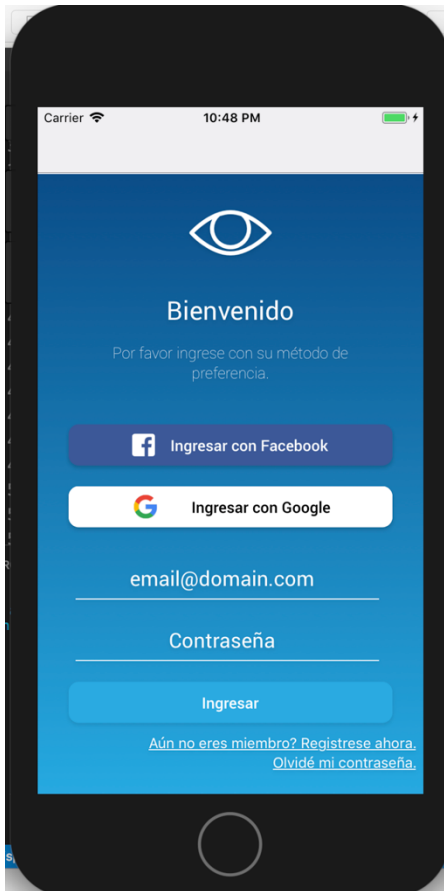 Carrier
10:48 PM
Bienvenido
Por favor ingrese con su método de
preferencia.
Ingresar con Facebook
Ingresar con Google
email@domain.com
Contraseña
Ingresar
Aún no eres miembro? Registrese ahora.
Olvidé mi contraseña.